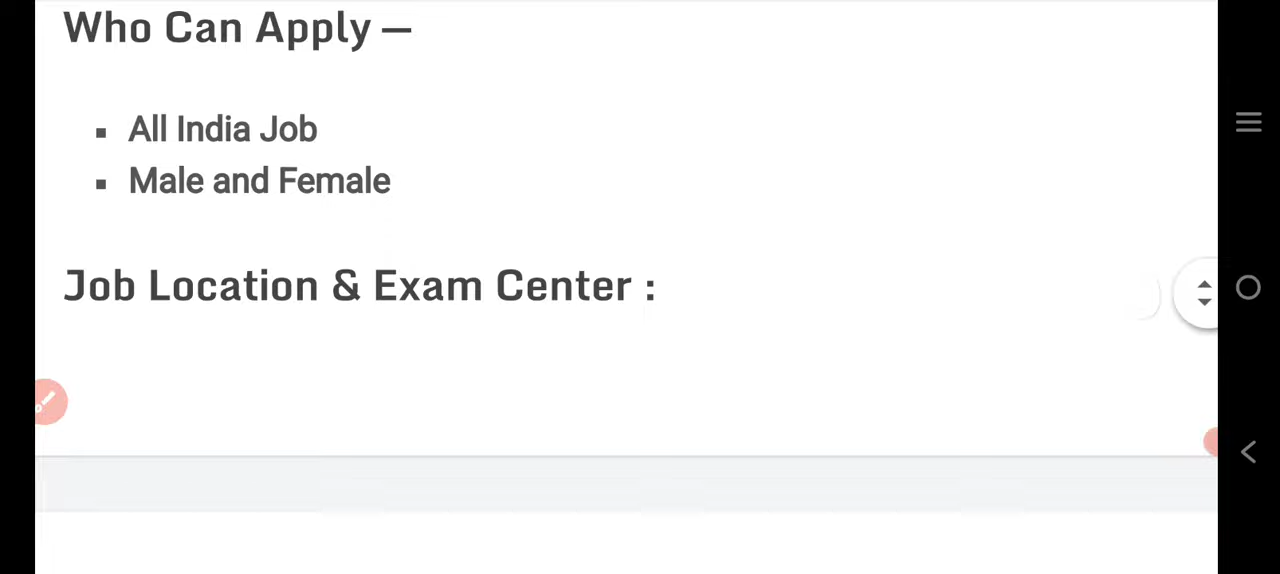 Who Can Apply —
All India Job
Male and Female
Job Location & Exam Center :